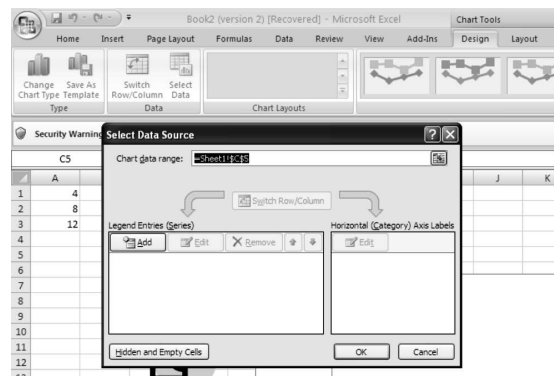 Book2 (version 2) [Recovered] - Microsoft Excel Chart Tools
Home Insert Page Layout Formulas Data Review View Add-Ins Design Layout
Change Chart Type
Save As Template
Switch Row/Column
Select Data
Type Data Chart Layouts
Security Warning
Select Data Source
C5
Chart data range: =Sheet1!$C$5
A J K
Switch Row/Column
1 4
2 8
3 12
Legend Entries (Series) Horizontal (Category) Axis Labels
Add Edit Remove Edit
4
5
6
7
8
9
10
11
12
Hidden and Empty Cells OK Cancel